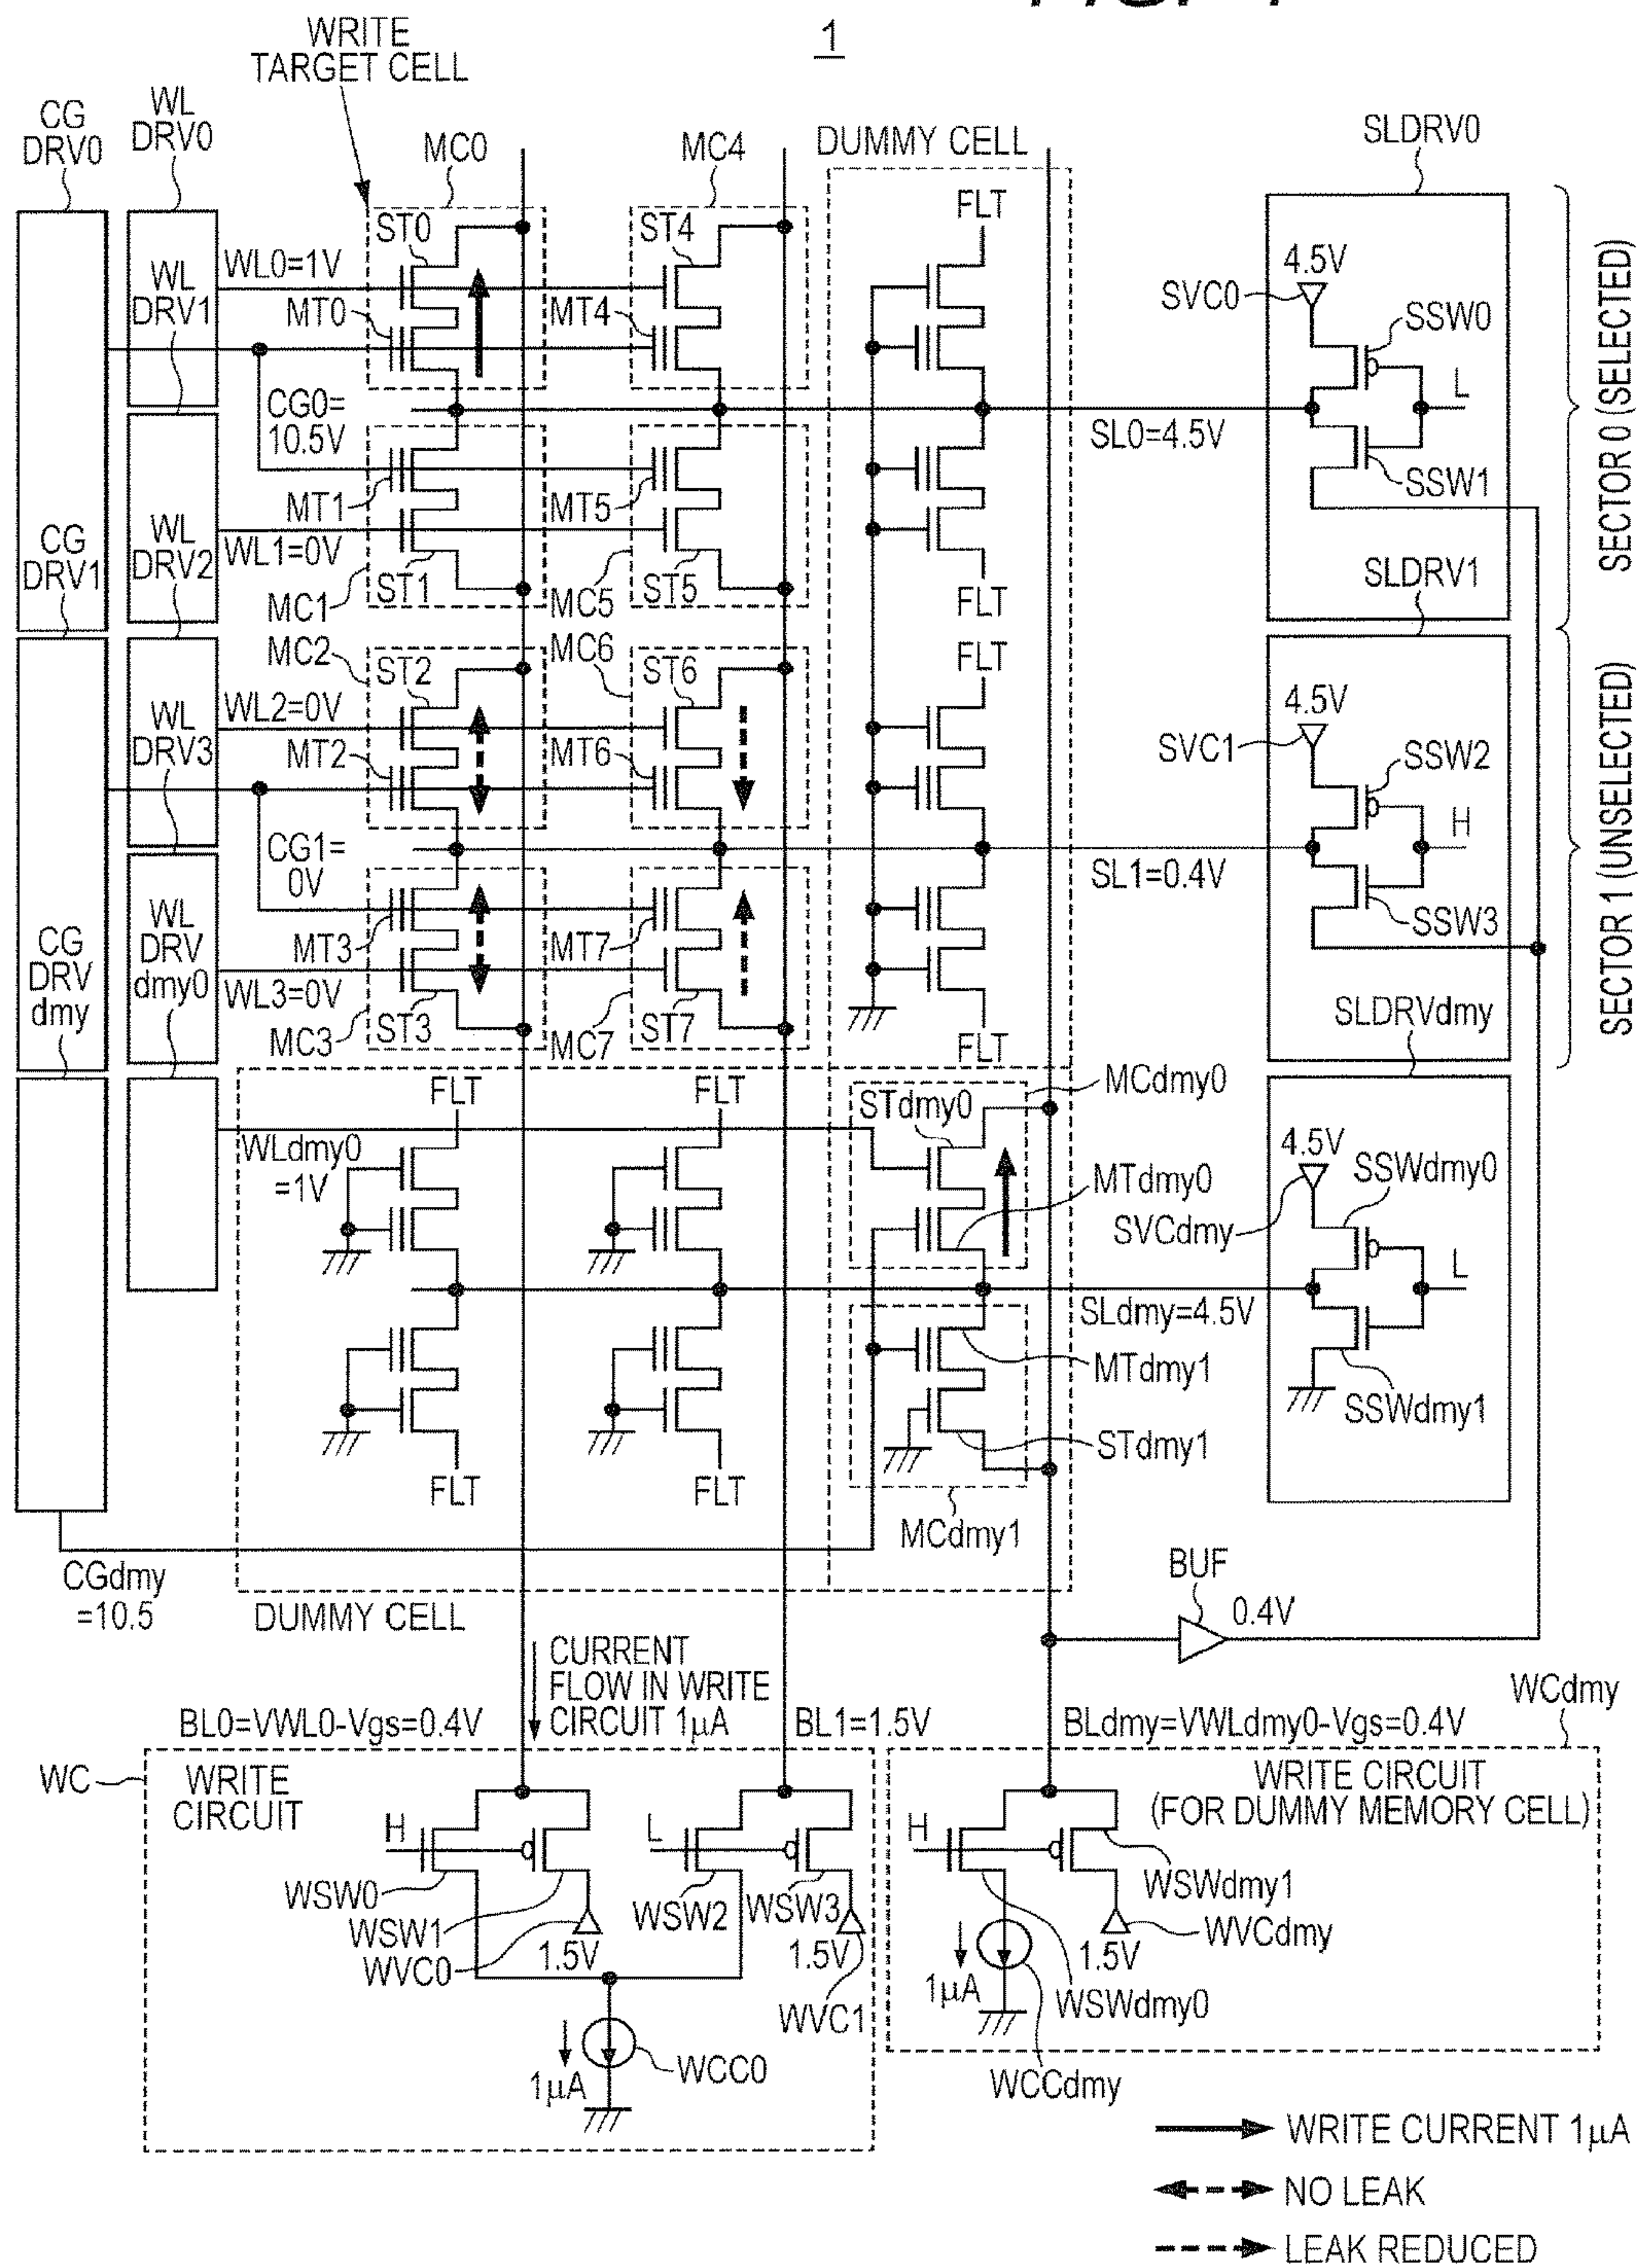 1
WRITE
TARGET CELL
CG
DRV0
WL
DRV0
MC0
MC4
DUMMY CELL
SLDRV0
FLT
ST0
ST4
WL
DRV1
WL0=1V
MT0
MT4
4.5V
SVC0
SSW0
L
CG0=
10.5V
SL0=4.5V
SSW1
SECTOR 0 (SELECTED)
CG
DRV1
WL
DRV2
MT1
MT5
WL1=0V
ST1
ST5
MC1
MC5
FLT
SLDRV1
MC2
MC6
FLT
ST2
ST6
WL
DRV3
WL2=0V
MT2
MT6
4.5V
SVC1
SSW2
H
CG1=
0V
SL1=0.4V
SSW3
SECTOR 1 (UNSELECTED)
CG
DRV
dmy
WL
DRV
dmy0
MT3
MT7
WL3=0V
ST3
ST7
MC3
MC7
FLT
SLDRVdmy
FLT
FLT
STdmy0
MCdmy0
WLdmy0
=1V
MTdmy0
4.5V
SSWdmy0
SVCdmy
L
SLdmy=4.5V
MTdmy1
SSWdmy1
STdmy1
FLT
FLT
MCdmy1
CGdmy
=10.5
DUMMY CELL
BUF
0.4V
CURRENT
FLOW IN WRITE
CIRCUIT 1μA
BL0=VWL0-Vgs=0.4V
BL1=1.5V
BLdmy=VWLdmy0-Vgs=0.4V
WCdmy
WC
WRITE
CIRCUIT
WRITE CIRCUIT
(FOR DUMMY MEMORY CELL)
H
L
H
WSW0
WSW1
WVC0
1.5V
WSW2
WSW3
1.5V
WVC1
WSWdmy1
1.5V
WVCdmy
1μA
WSWdmy0
WCCdmy
1μA
WCC0
WRITE CURRENT 1μA
NO LEAK
LEAK REDUCED